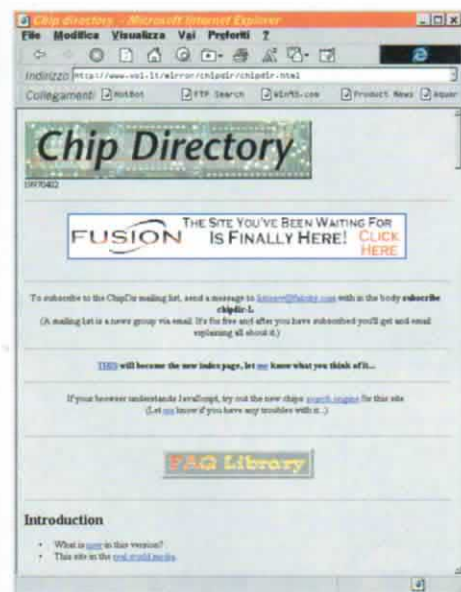 Chip directory - Microsoft Internet Explorer
File Modifica Visualizza Vai Preferiti ?
Indirizzo http://www.vol.it/mirror/chipdir/chipdir.html
Collegamenti HotBot FTP Search Win95.com Product News
Chip Directory
19970402
FUSION THE SITE YOU'VE BEEN WAITING FOR
IS FINALLY HERE! CLICK
HERE
To subscribe to the ChipDir mailing list, send a message to with in the body subscribe
chipdir-L
(A mailing list is a news group via email. It's for free and after you have subscribed you'll get and email
explaining all about it.)
THIS will become the new index page, let me know what you think of it...
If your browser understands JavaScript, try out the new chips search engine for this site
(Let me know if you have any troubles with it...)
FAQ Library
Introduction
• What is new in this version?
• This site in the real world media.